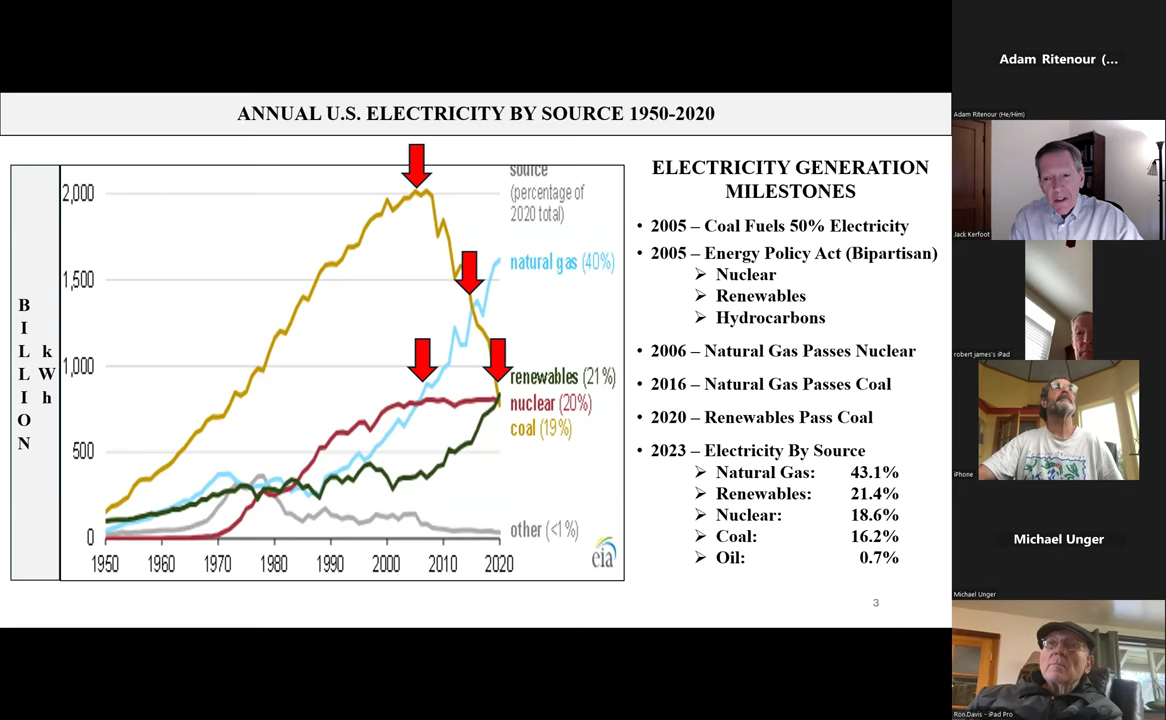 ANNUAL U.S. ELECTRICITY BY SOURCE 1950-2020
BILLION
kWh
2,000
1,500
1,000
500
0
1950
1960
1970
1980
1990
2000
2010
2020
source
(percentage of
2020 total)
natural gas (40%)
renewables (21%)
nuclear (20%)
coal (19%)
other (<1%)
eia
ELECTRICITY GENERATION
MILESTONES
• 2005 – Coal Fuels 50% Electricity
• 2005 – Energy Policy Act (Bipartisan)
➢ Nuclear
➢ Renewables
➢ Hydrocarbons
• 2006 – Natural Gas Passes Nuclear
• 2016 – Natural Gas Passes Coal
• 2020 – Renewables Pass Coal
• 2023 – Electricity By Source
➢ Natural Gas: 43.1%
➢ Renewables: 21.4%
➢ Nuclear: 18.6%
➢ Coal: 16.2%
➢ Oil: 0.7%
3
Adam Ritenour (...
Adam Ritenour (He/Him)
Jack Kerfoot
robert james's iPad
iPhone
Michael Unger
Michael Unger
Ron.Davis - iPad Pro